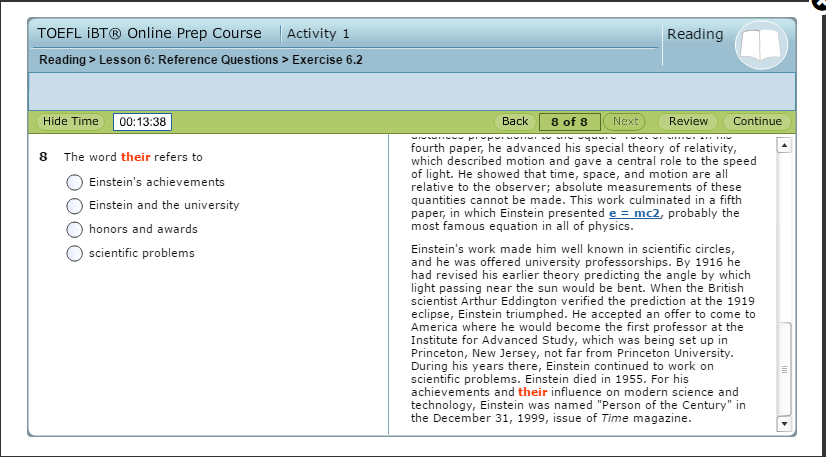 TOEFL iBT® Online Prep Course
Activity 1
Reading
Reading > Lesson 6: Reference Questions > Exercise 6.2
Hide Time
00:13:38
Back
8 of 8
Next
Review
Continue
8 The word their refers to
Einstein's achievements
Einstein and the university
honors and awards
scientific problems
distances proportional to the square root of time. In his
fourth paper, he advanced his special theory of relativity,
which described motion and gave a central role to the speed
of light. He showed that time, space, and motion are all
relative to the observer; absolute measurements of these
quantities cannot be made. This work culminated in a fifth
paper, in which Einstein presented e = mc2, probably the
most famous equation in all of physics.
Einstein's work made him well known in scientific circles,
and he was offered university professorships. By 1916 he
had revised his earlier theory predicting the angle by which
light passing near the sun would be bent. When the British
scientist Arthur Eddington verified the prediction at the 1919
eclipse, Einstein triumphed. He accepted an offer to come to
America where he would become the first professor at the
Institute for Advanced Study, which was being set up in
Princeton, New Jersey, not far from Princeton University.
During his years there, Einstein continued to work on
scientific problems. Einstein died in 1955. For his
achievements and their influence on modern science and
technology, Einstein was named "Person of the Century" in
the December 31, 1999, issue of Time magazine.